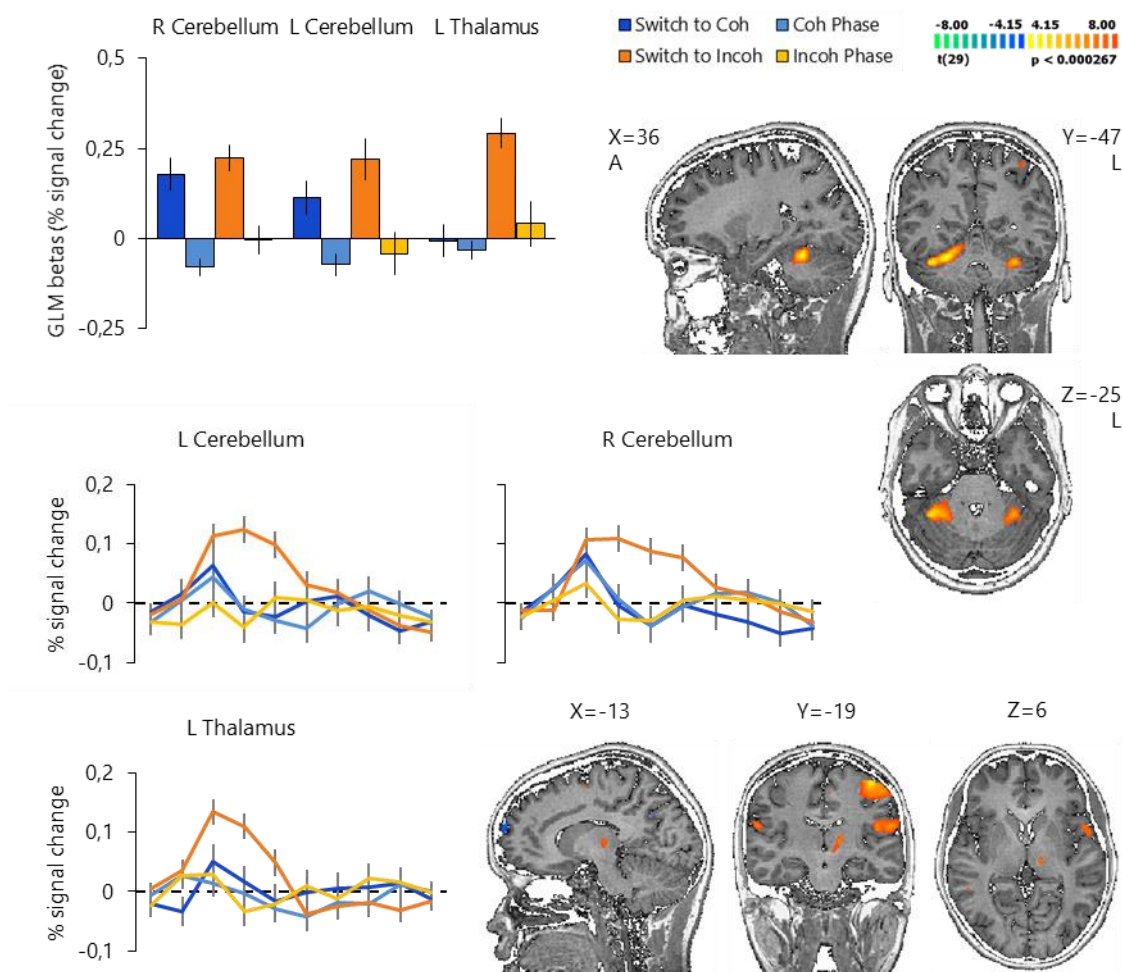 R Cerebellum L Cerebellum L Thalamus
Switch to Coh Coh Phase
Switch to Incoh Incoh Phase
-8.00 -4.15 4.15 8.00
t(29) p < 0.000267
GLM betas (% signal change)
0,5
0,25
0
-0,25
X=36
A
Y=-47
L
Z=-25
L
L Cerebellum
% signal change
0,2
0,1
0
-0,1
R Cerebellum
L Thalamus
% signal change
0,2
0,1
0
-0,1
X=-13
Y=-19
Z=6